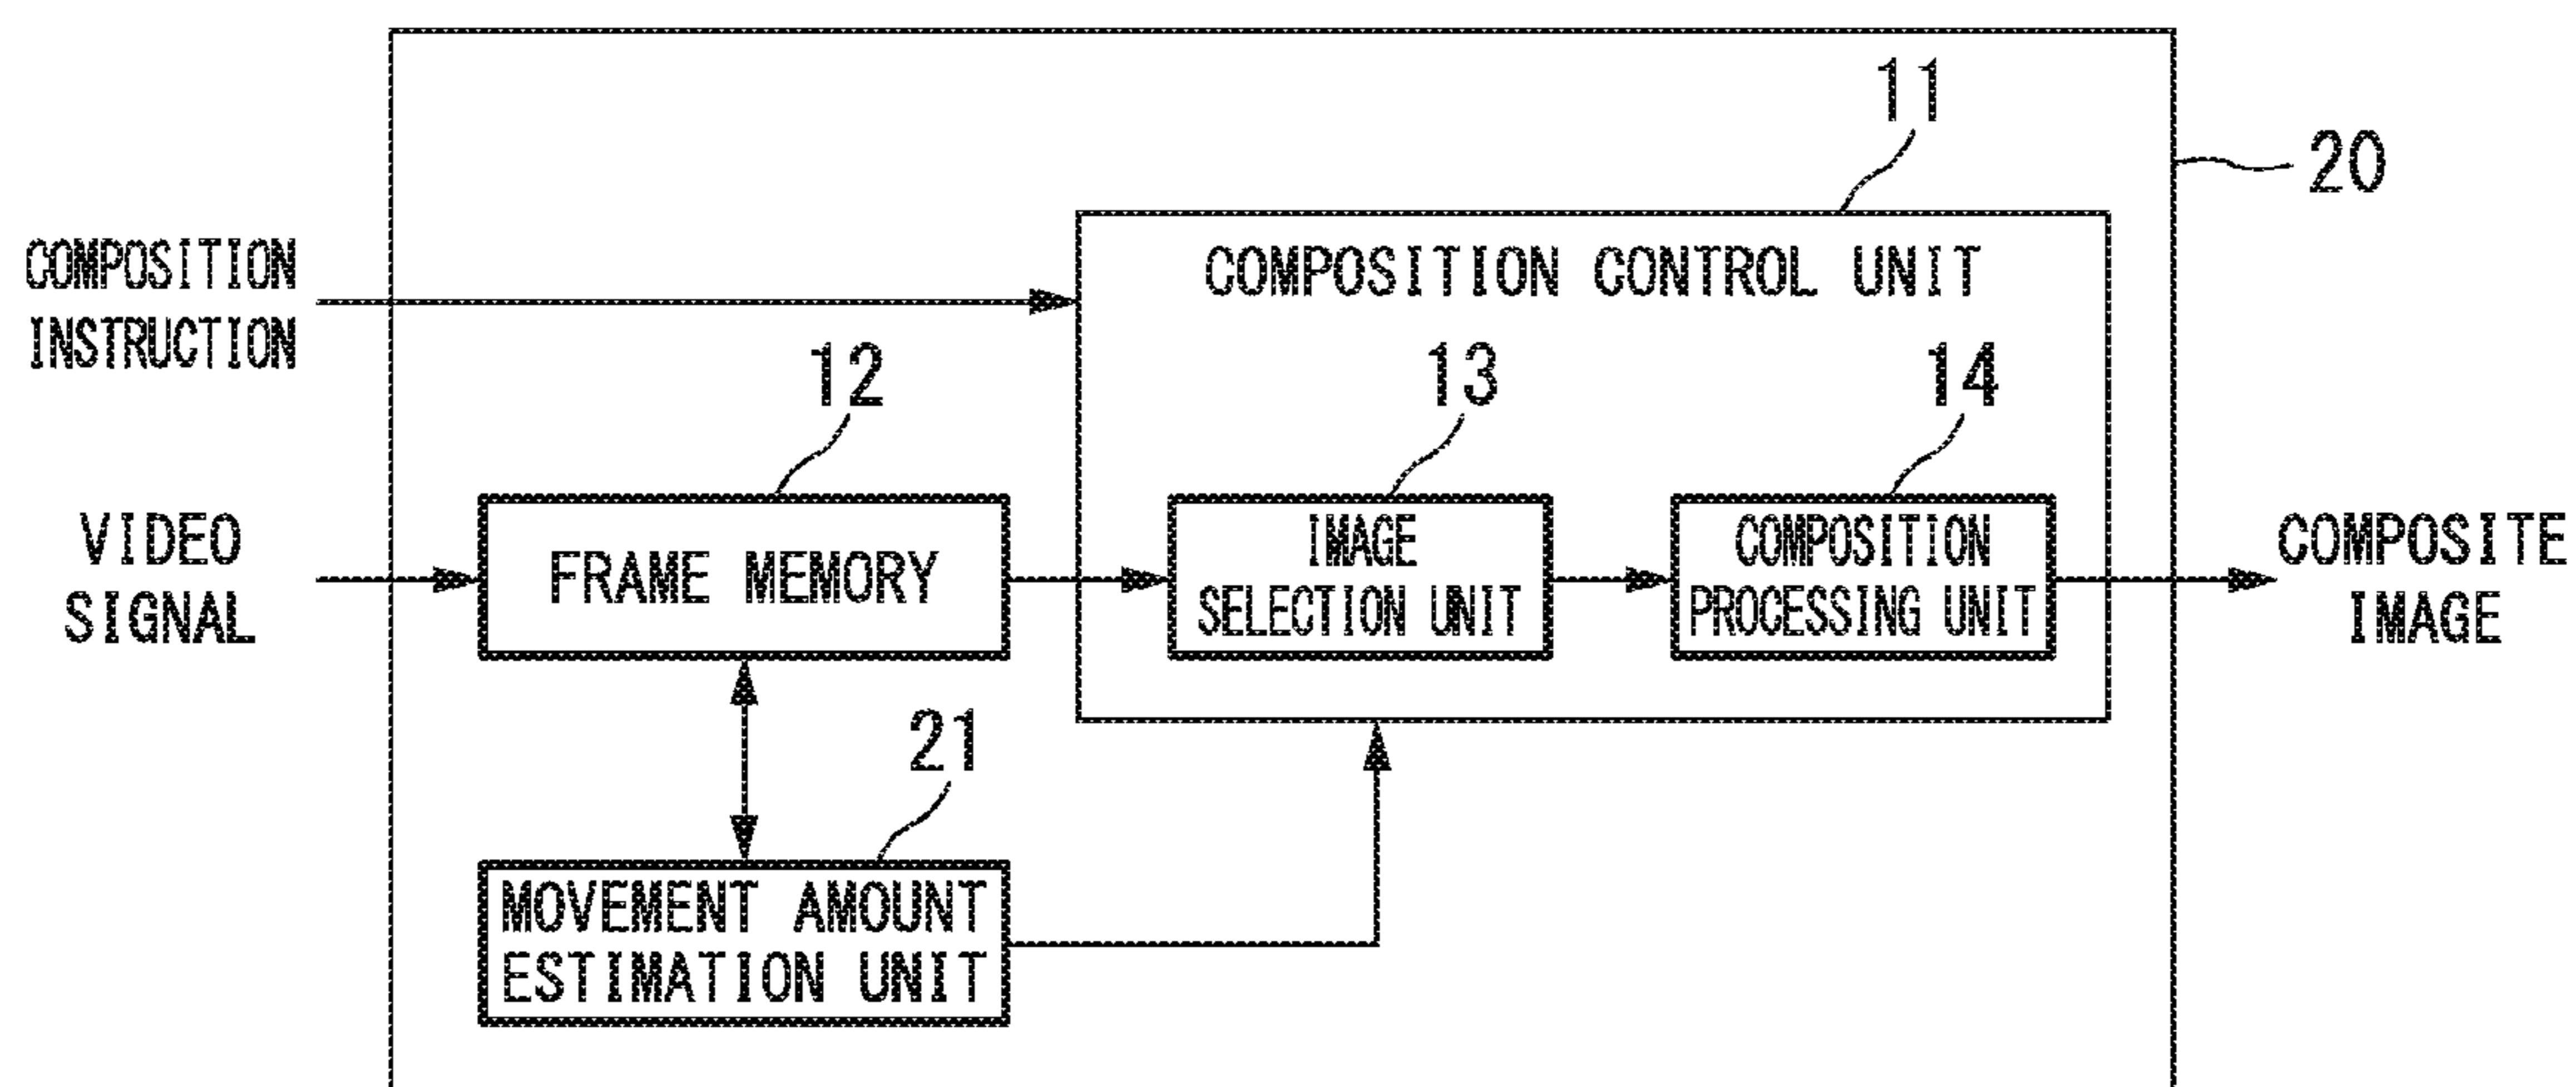 11
20
COMPOSITION
INSTRUCTION
COMPOSITION CONTROL UNIT
12
13
14
VIDEO
SIGNAL
FRAME MEMORY
IMAGE
SELECTION UNIT
COMPOSITION
PROCESSING UNIT
COMPOSITE
IMAGE
21
MOVEMENT AMOUNT
ESTIMATION UNIT